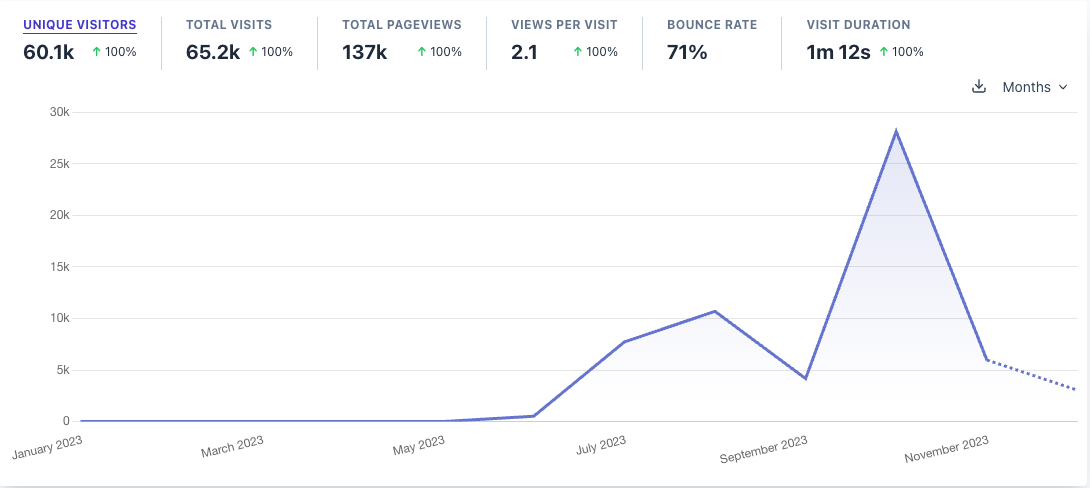 UNIQUE VISITORS TOTAL VISITS TOTAL PAGEVIEWS VIEWS PER VISIT BOUNCE RATE VISIT DURATION
60.1k ↑ 100% 65.2k ↑ 100% 137k ↑ 100% 2.1 ↑ 100% 71% 1m 12s ↑ 100%
Months
30k
25k
20k
15k
10k
5k
0
January 2023 March 2023 May 2023 July 2023 September 2023 November 2023